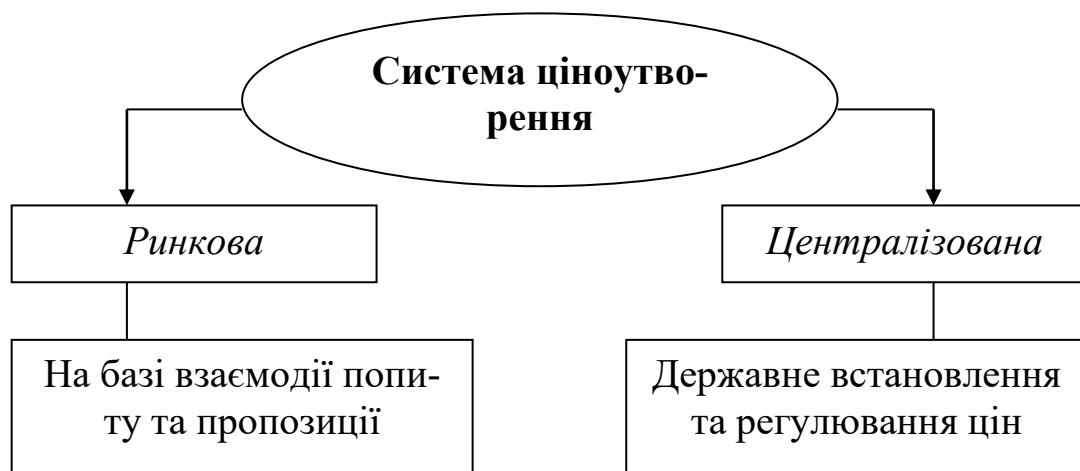 Система ціноутво-
рення
Ринкова
Централізована
На базі взаємодії попи-
ту та пропозиції
Державне встановлення
та регулювання цін